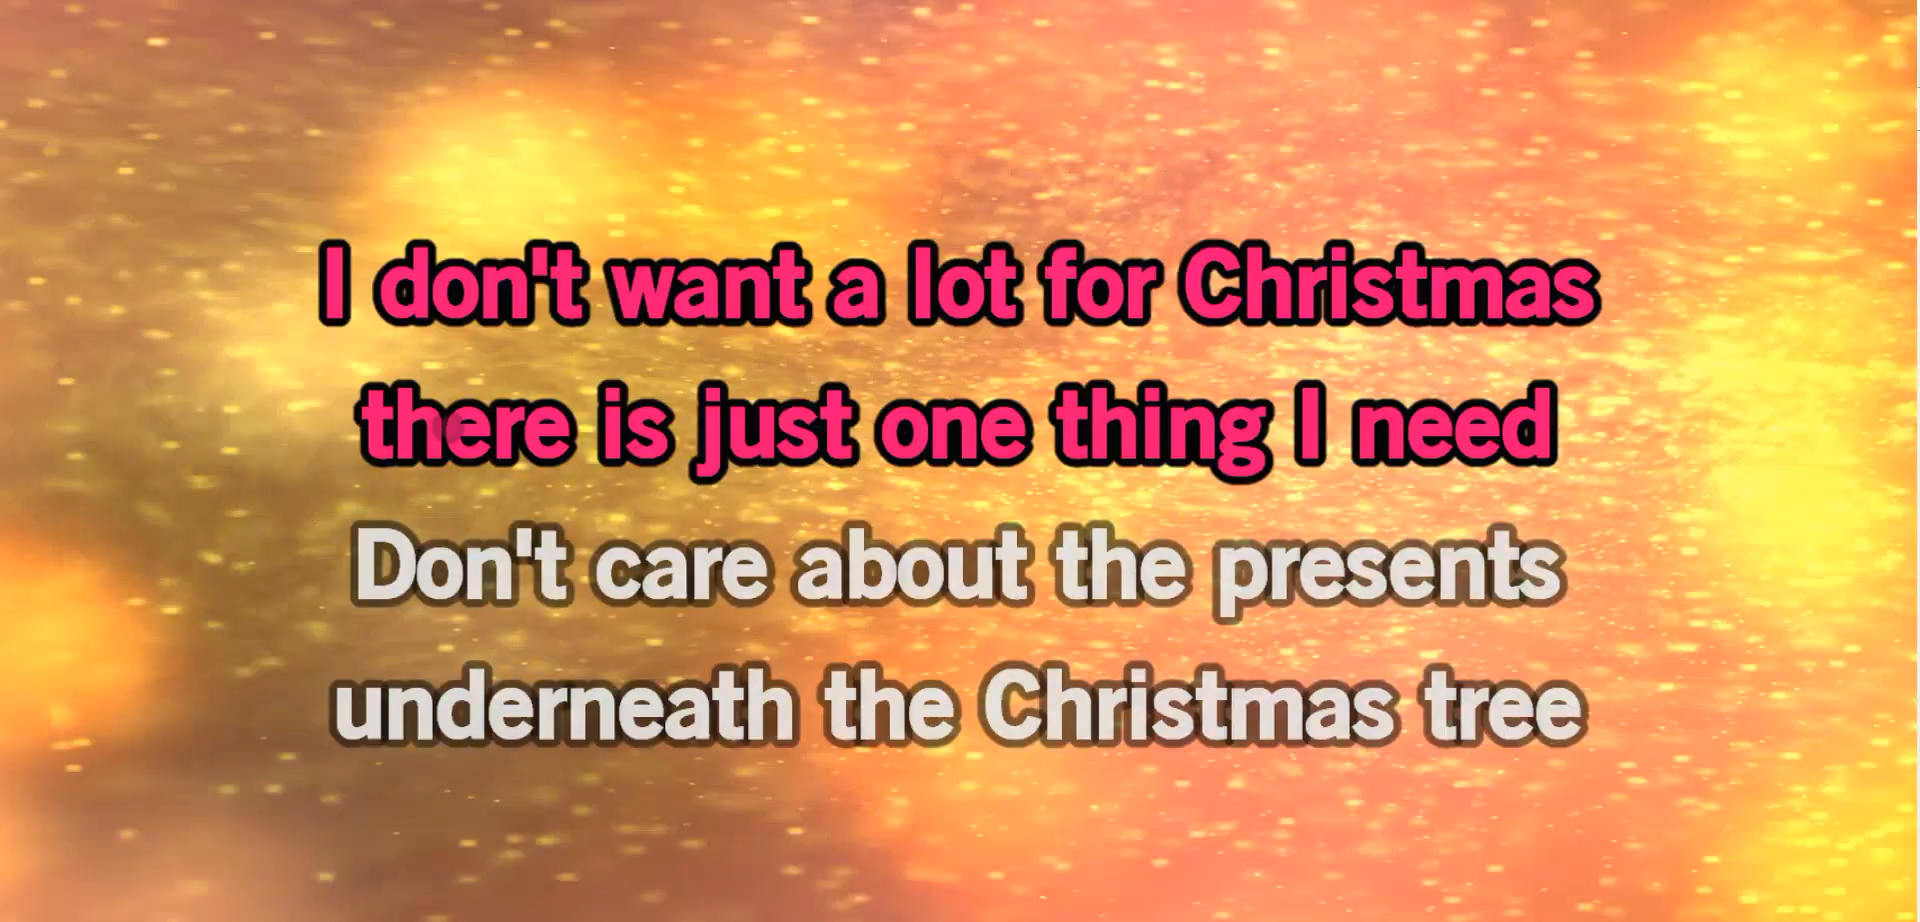 I don't want a lot for Christmas
there is just one thing I need
Don't care about the presents
underneath the Christmas tree